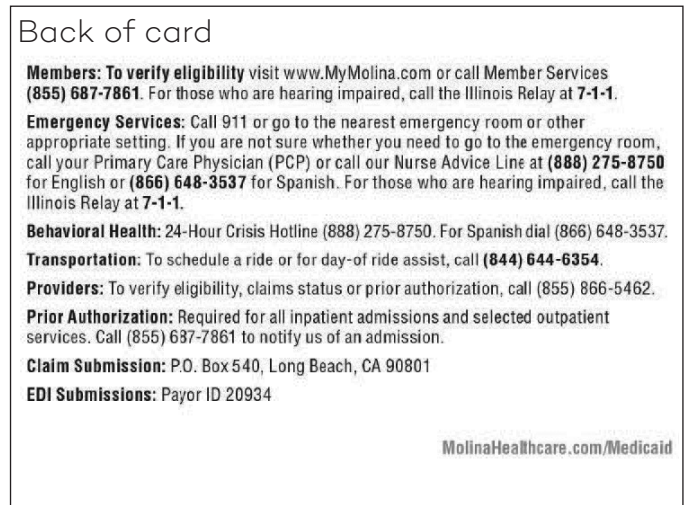 Back of card
Members: To verify eligibility visit www.MyMolina.com or call Member Services
(855) 687-7861. For those who are hearing impaired, call the Illinois Relay at 7-1-1.
Emergency Services: Call 911 or go to the nearest emergency room or other
appropriate setting. If you are not sure whether you need to go to the emergency room,
call your Primary Care Physician (PCP) or call our Nurse Advice Line at (888) 275-8750
for English or (866) 648-3537 for Spanish. For those who are hearing impaired, call the
Illinois Relay at 7-1-1.
Behavioral Health: 24-Hour Crisis Hotline (888) 275-8750. For Spanish dial (866) 648-3537.
Transportation: To schedule a ride or for day-of ride assist, call (844) 644-6354.
Providers: To verify eligibility, claims status or prior authorization, call (855) 866-5462.
Prior Authorization: Required for all inpatient admissions and selected outpatient
services. Call (855) 687-7861 to notify us of an admission.
Claim Submission: P.O. Box 540, Long Beach, CA 90801
EDI Submissions: Payor ID 20934
MolinaHealthcare.com/Medicaid